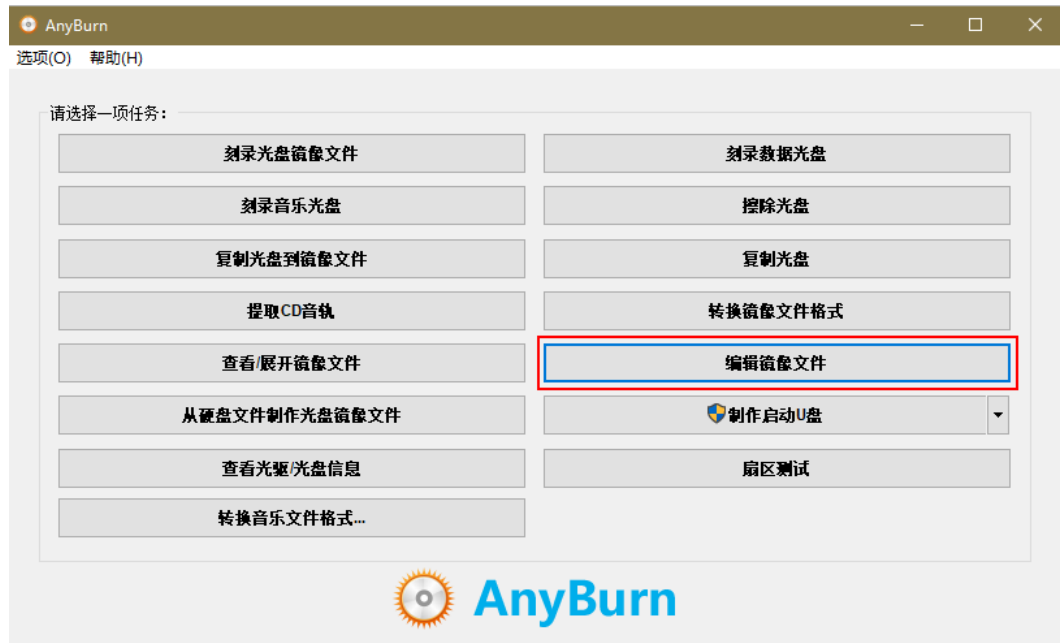 AnyBurn
选项(O) 帮助(H)
请选择一项任务：
刻录光盘镜像文件 刻录数据光盘
刻录音乐光盘 擦除光盘
复制光盘到镜像文件 复制光盘
提取CD音轨 转换镜像文件格式
查看/展开镜像文件 编辑镜像文件
从硬盘文件制作光盘镜像文件 制作启动U盘
查看光驱/光盘信息 扇区测试
转换音乐文件格式...
AnyBurn